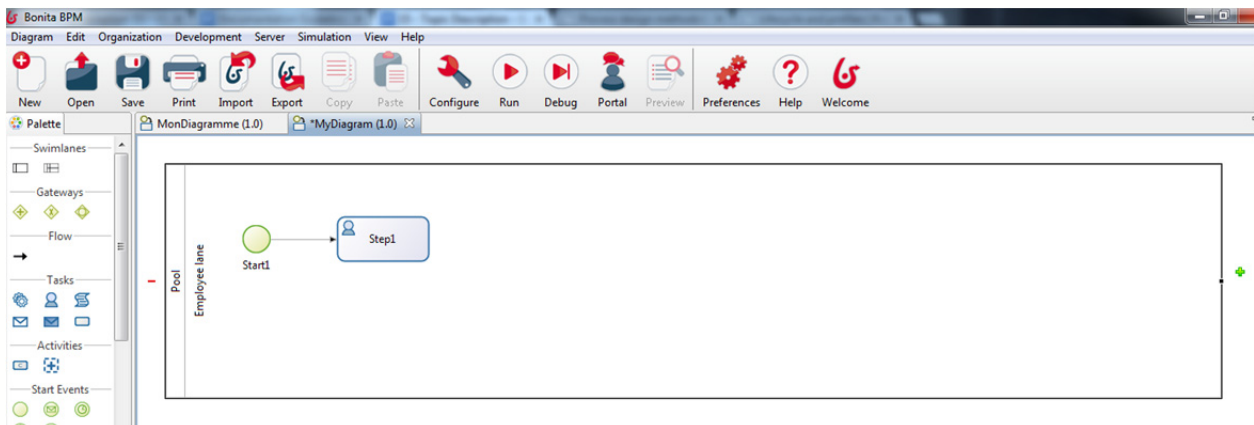 Bonita BPM
Diagram Edit Organization Development Server Simulation View Help
New Open Save Print Import Export Copy Paste Configure Run Debug Portal Preview Preferences Help Welcome
Palette
MonDiagramme (1.0) *MyDiagram (1.0)
Swimlanes
Gateways
Flow
Tasks
Activities
Start Events
Pool
Employee lane
Start1
Step1